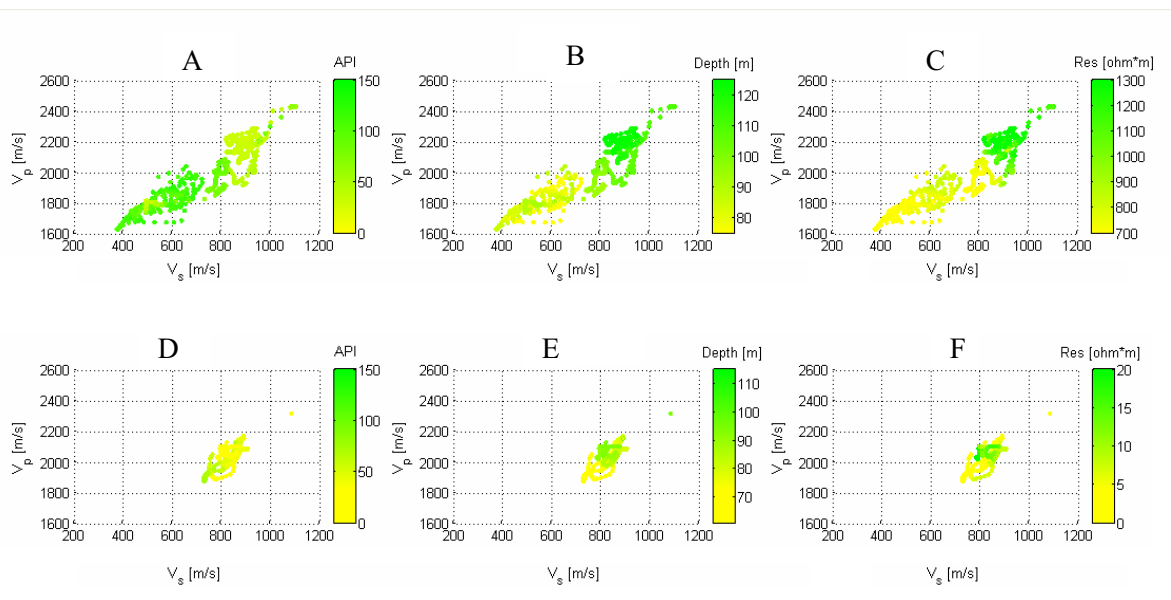 A
B
C
API
Depth [m]
Res [ohm*m]
2600
2400
2200
2000
1800
1600
200 400 600 800 1000 1200
V_p [m/s]
V_s [m/s]
150
100
50
0
2600
2400
2200
2000
1800
1600
200 400 600 800 1000 1200
V_p [m/s]
V_s [m/s]
120
110
100
90
80
2600
2400
2200
2000
1800
1600
200 400 600 800 1000 1200
V_p [m/s]
V_s [m/s]
1300
1200
1100
1000
900
800
700
D
E
F
API
Depth [m]
Res [ohm*m]
2600
2400
2200
2000
1800
1600
200 400 600 800 1000 1200
V_p [m/s]
V_s [m/s]
150
100
50
0
2600
2400
2200
2000
1800
1600
200 400 600 800 1000 1200
V_p [m/s]
V_s [m/s]
110
100
90
80
70
2600
2400
2200
2000
1800
1600
200 400 600 800 1000 1200
V_p [m/s]
V_s [m/s]
20
15
10
5
0